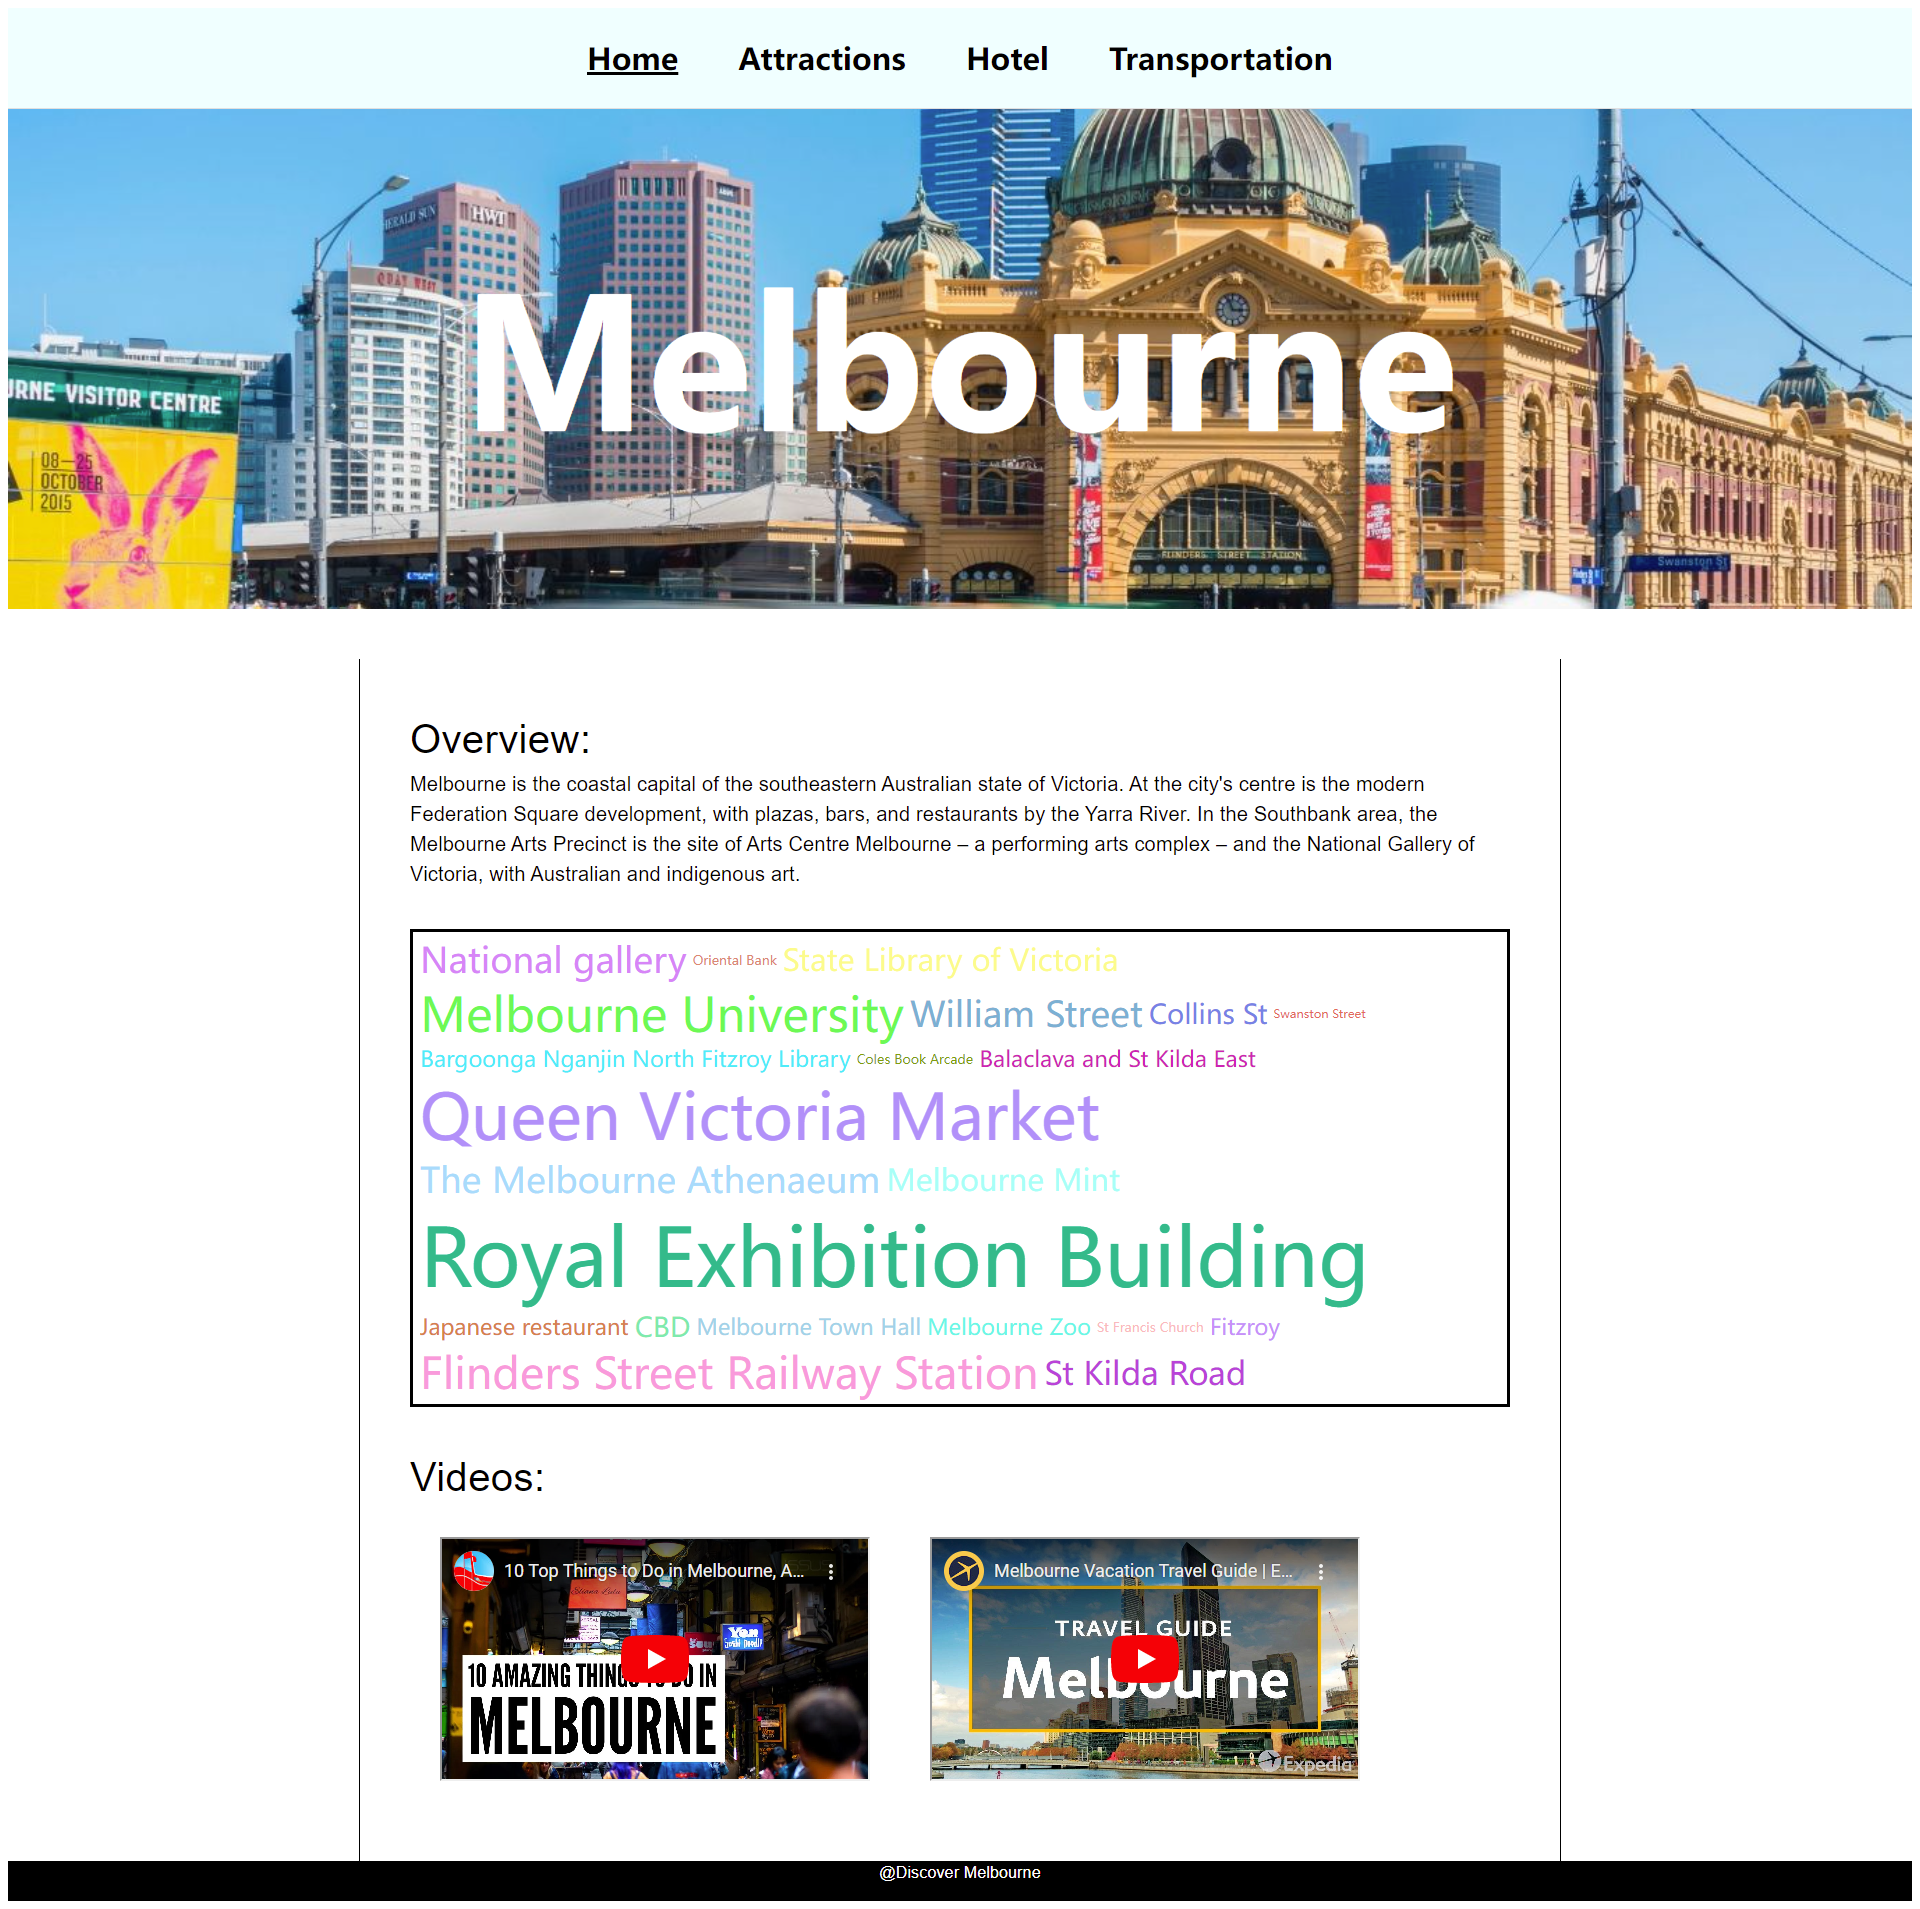 Home Attractions Hotel Transportation
HERALD SUN
HWT
QUAY WEST
Melbourne
URNE VISITOR CENTRE
08—25
OCTOBER
2015
FLINDERS STREET STATION
Swanston St
Overview:
Melbourne is the coastal capital of the southeastern Australian state of Victoria. At the city's centre is the modern
Federation Square development, with plazas, bars, and restaurants by the Yarra River. In the Southbank area, the
Melbourne Arts Precinct is the site of Arts Centre Melbourne – a performing arts complex – and the National Gallery of
Victoria, with Australian and indigenous art.
National gallery Oriental Bank State Library of Victoria
Melbourne University William Street Collins St Swanston Street
Bargoonga Nganjin North Fitzroy Library Coles Book Arcade Balaclava and St Kilda East
Queen Victoria Market
The Melbourne Athenaeum Melbourne Mint
Royal Exhibition Building
Japanese restaurant CBD Melbourne Town Hall Melbourne Zoo St Francis Church Fitzroy
Flinders Street Railway Station St Kilda Road
Videos:
10 Top Things to Do in Melbourne, A...
10 AMAZING THINGS TO DO IN
MELBOURNE
Melbourne Vacation Travel Guide | E...
TRAVEL GUIDE
Melbourne
Expedia
@Discover Melbourne